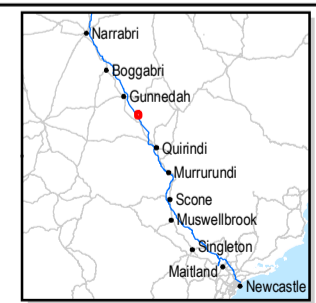 Narrabri
Boggabri
Gunnedah
Quirindi
Murrurundi
Scone
Muswellbrook
Singleton
Maitland
Newcastle